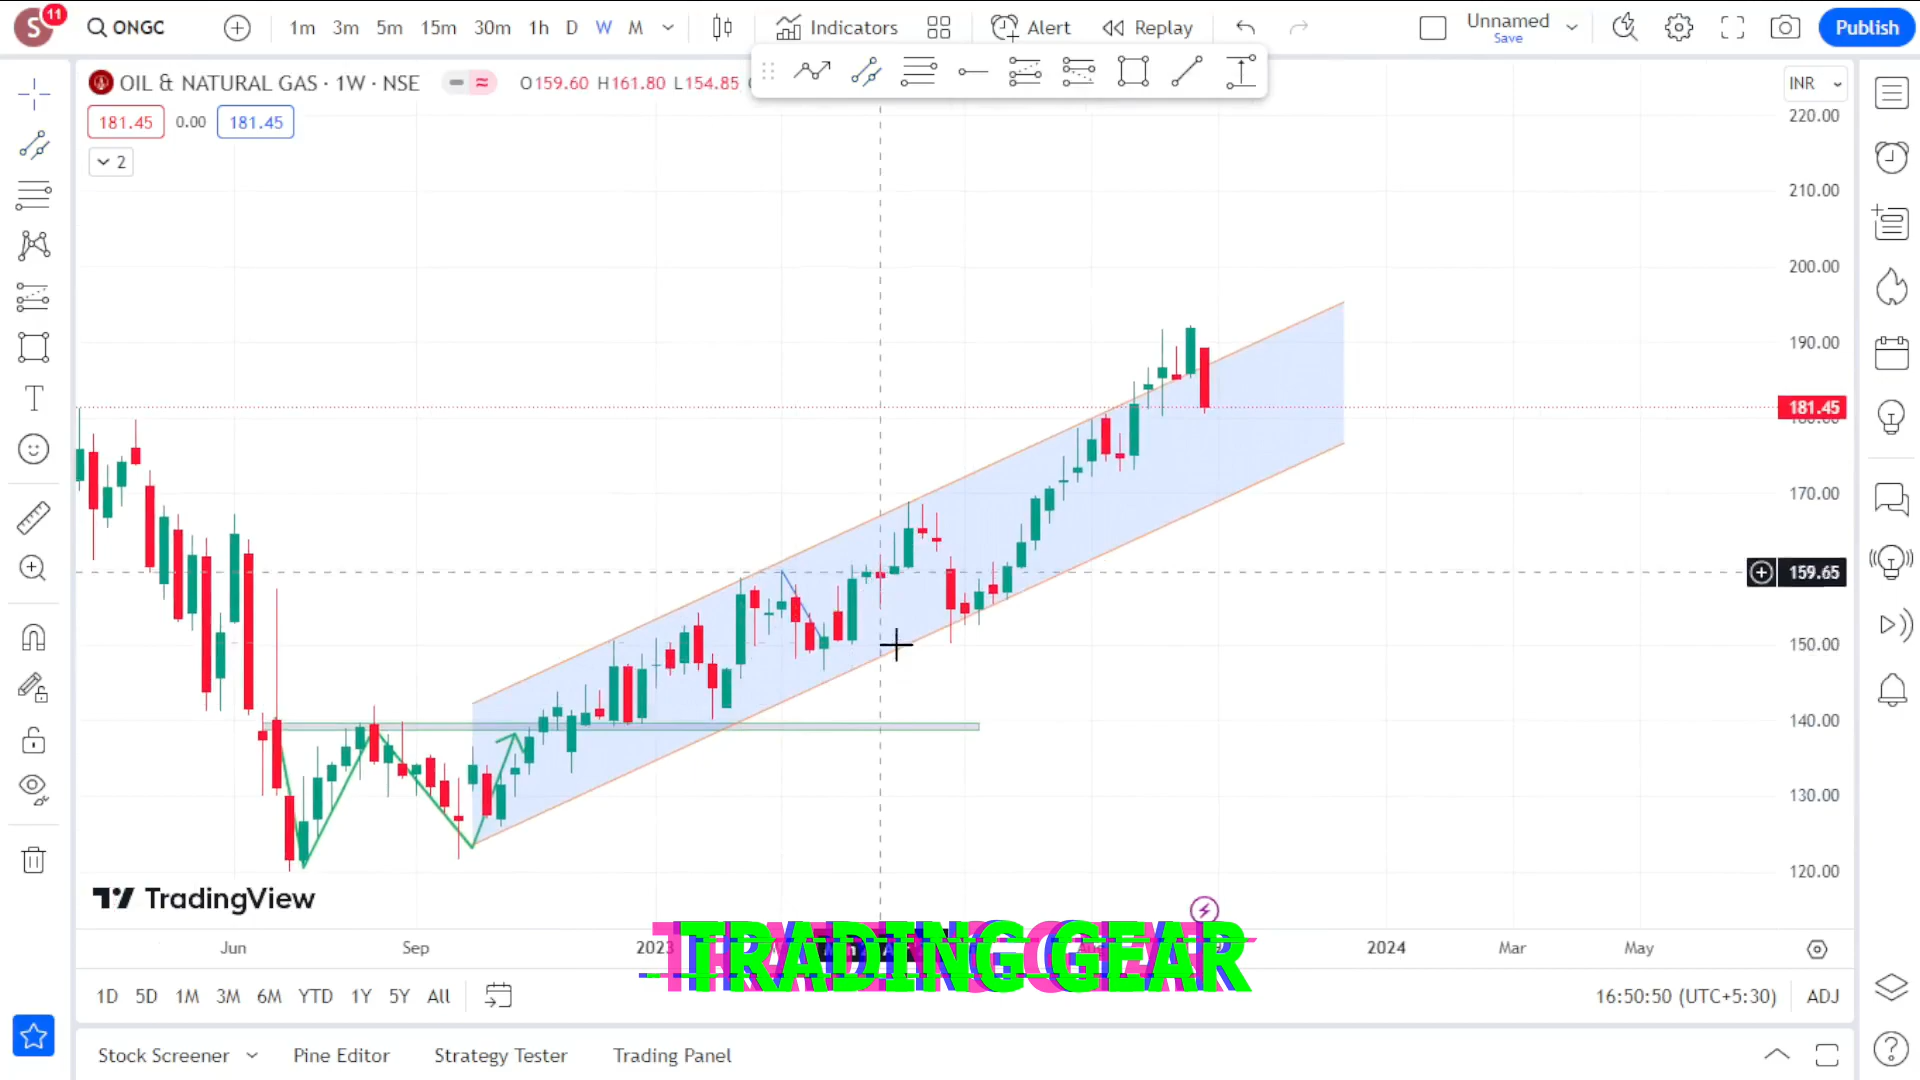 S 11 ONGC 1m 3m 5m 15m 30m 1h D W M Indicators Alert Replay Unnamed Save Publish
OIL & NATURAL GAS · 1W · NSE O159.60 H161.80 L154.85 INR
181.45 0.00 181.45
2
220.00
210.00
200.00
190.00
181.45
180.00
170.00
159.65
150.00
140.00
130.00
120.00
TradingView
Jun Sep 2023 2024 Mar May
TRADING GEAR
1D 5D 1M 3M 6M YTD 1Y 5Y All 16:50:50 (UTC+5:30) ADJ
Stock Screener Pine Editor Strategy Tester Trading Panel